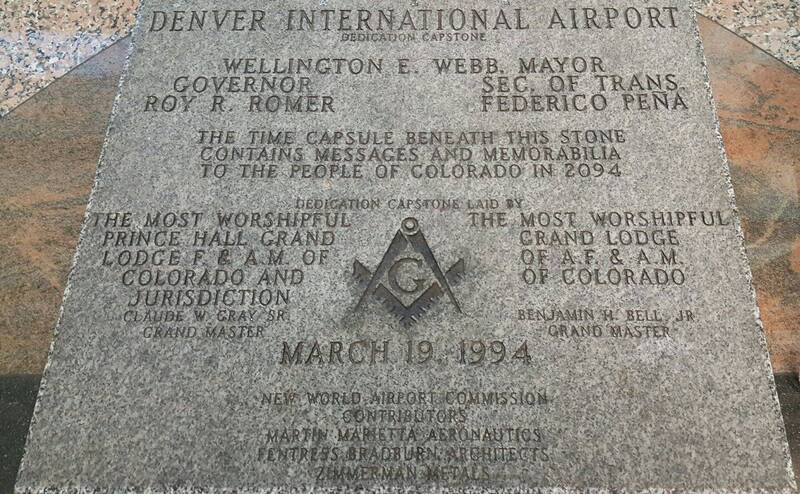 DENVER INTERNATIONAL AIRPORT
DEDICATION CAPSTONE
WELLINGTON E. WEBB, MAYOR
GOVERNOR
ROY R. ROMER
SEC. OF TRANS.
FEDERICO PEÑA
THE TIME CAPSULE BENEATH THIS STONE
CONTAINS MESSAGES AND MEMORABILIA
TO THE PEOPLE OF COLORADO IN 2094
DEDICATION CAPSTONE LAID BY
THE MOST WORSHIPFUL
PRINCE HALL GRAND
LODGE F. & A.M. OF
COLORADO AND
JURISDICTION
CLAUDE W. GRAY SR.
GRAND MASTER
G
THE MOST WORSHIPFUL
GRAND LODGE
OF A.F. & A.M.
OF COLORADO
BENJAMIN H. BELL, JR.
GRAND MASTER
MARCH 19, 1994
NEW WORLD AIRPORT COMMISSION
CONTRIBUTORS
MARTIN MARIETTA AERONAUTICS
FENTRESS BRADBURN ARCHITECTS
ZIMMERMAN METALS